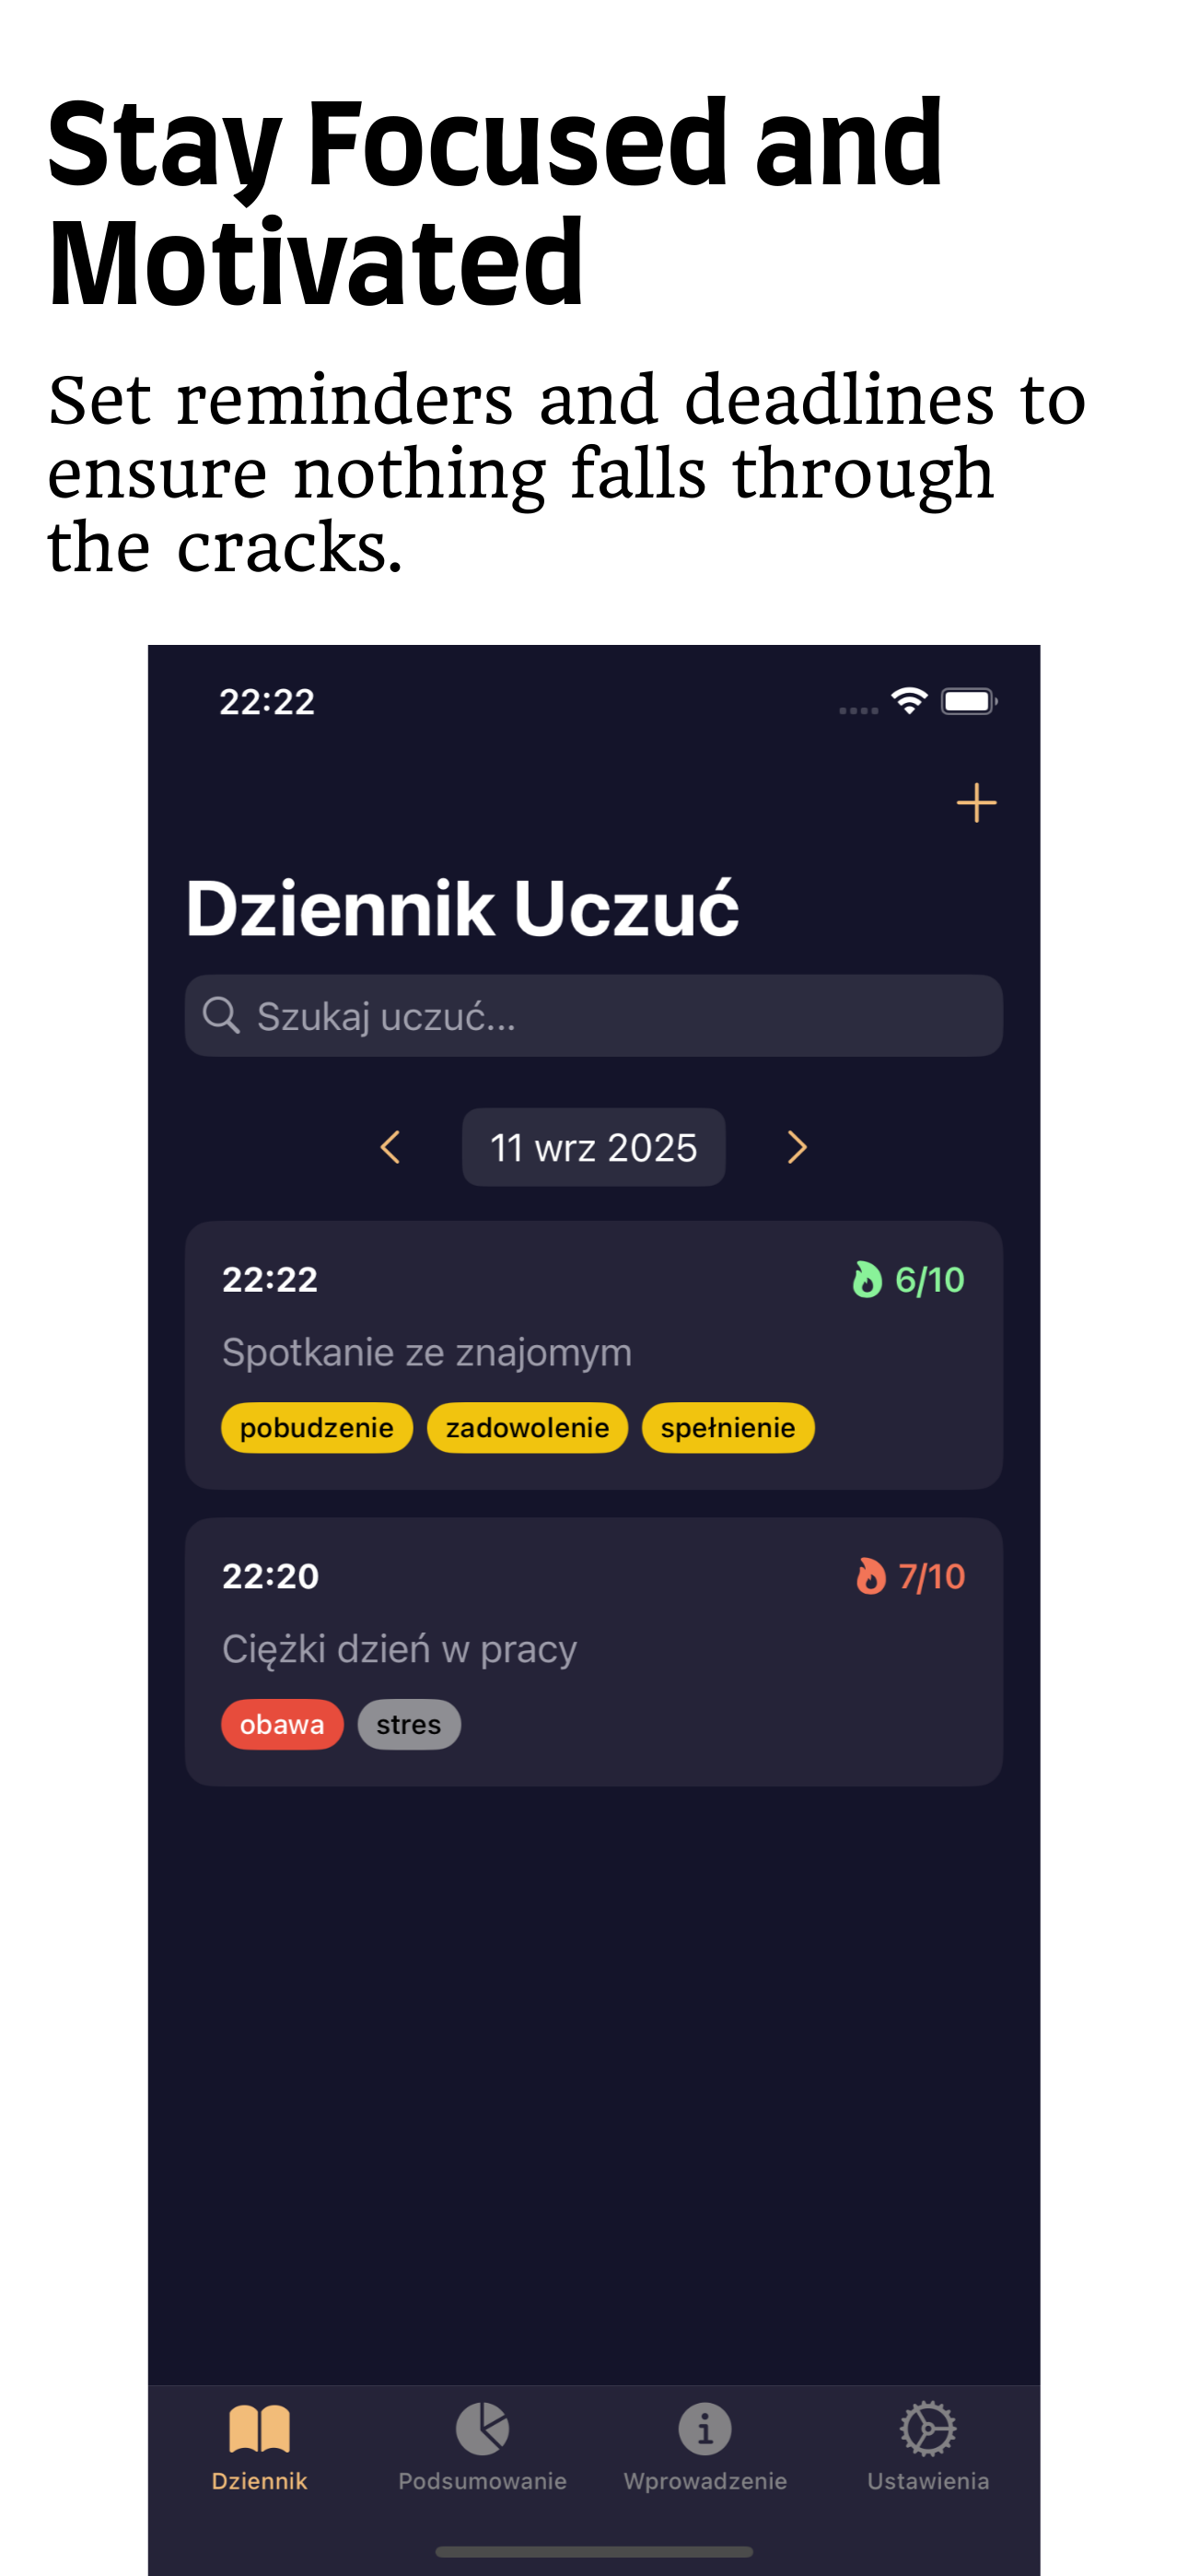 Stay Focused and
Motivated
Set reminders and deadlines to
ensure nothing falls through
the cracks.
22:22
Dziennik Uczuć
Szukaj uczuć...
11 wrz 2025
22:22
6/10
Spotkanie ze znajomym
pobudzenie zadowolenie spełnienie
22:20
7/10
Ciężki dzień w pracy
obawa stres
Dziennik Podsumowanie Wprowadzenie Ustawienia